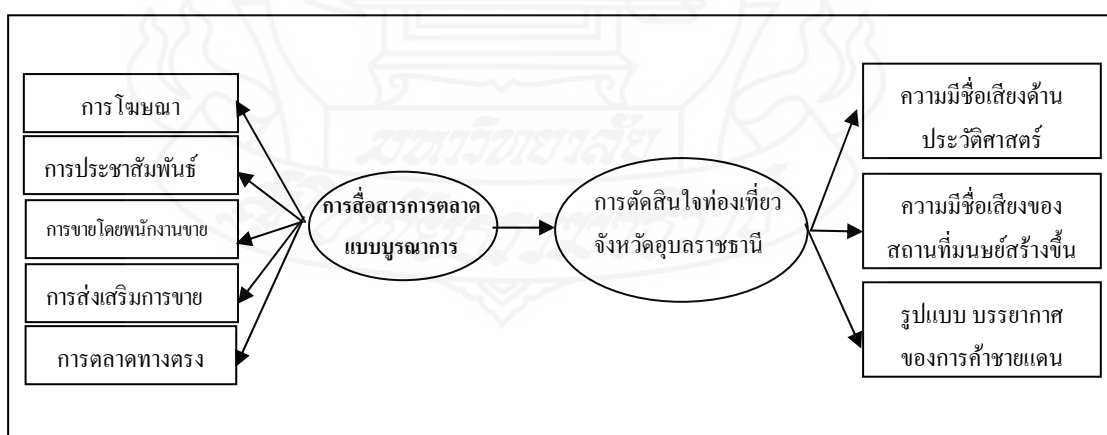 การโฆษณา
การประชาสัมพันธ์
การขายโดยพนักงานขาย
การส่งเสริมการขาย
การตลาดทางตรง
การสื่อสารการตลาด
แบบบูรณาการ
การตัดสินใจท่องเที่ยว
จังหวัดอุบลราชธานี
ความมีชื่อเสียงด้าน
ประวัติศาสตร์
ความมีชื่อเสียงของ
สถานที่มนษย์สร้างขึ้น
รูปแบบ บรรยากาศ
ของการค้าชายแดน